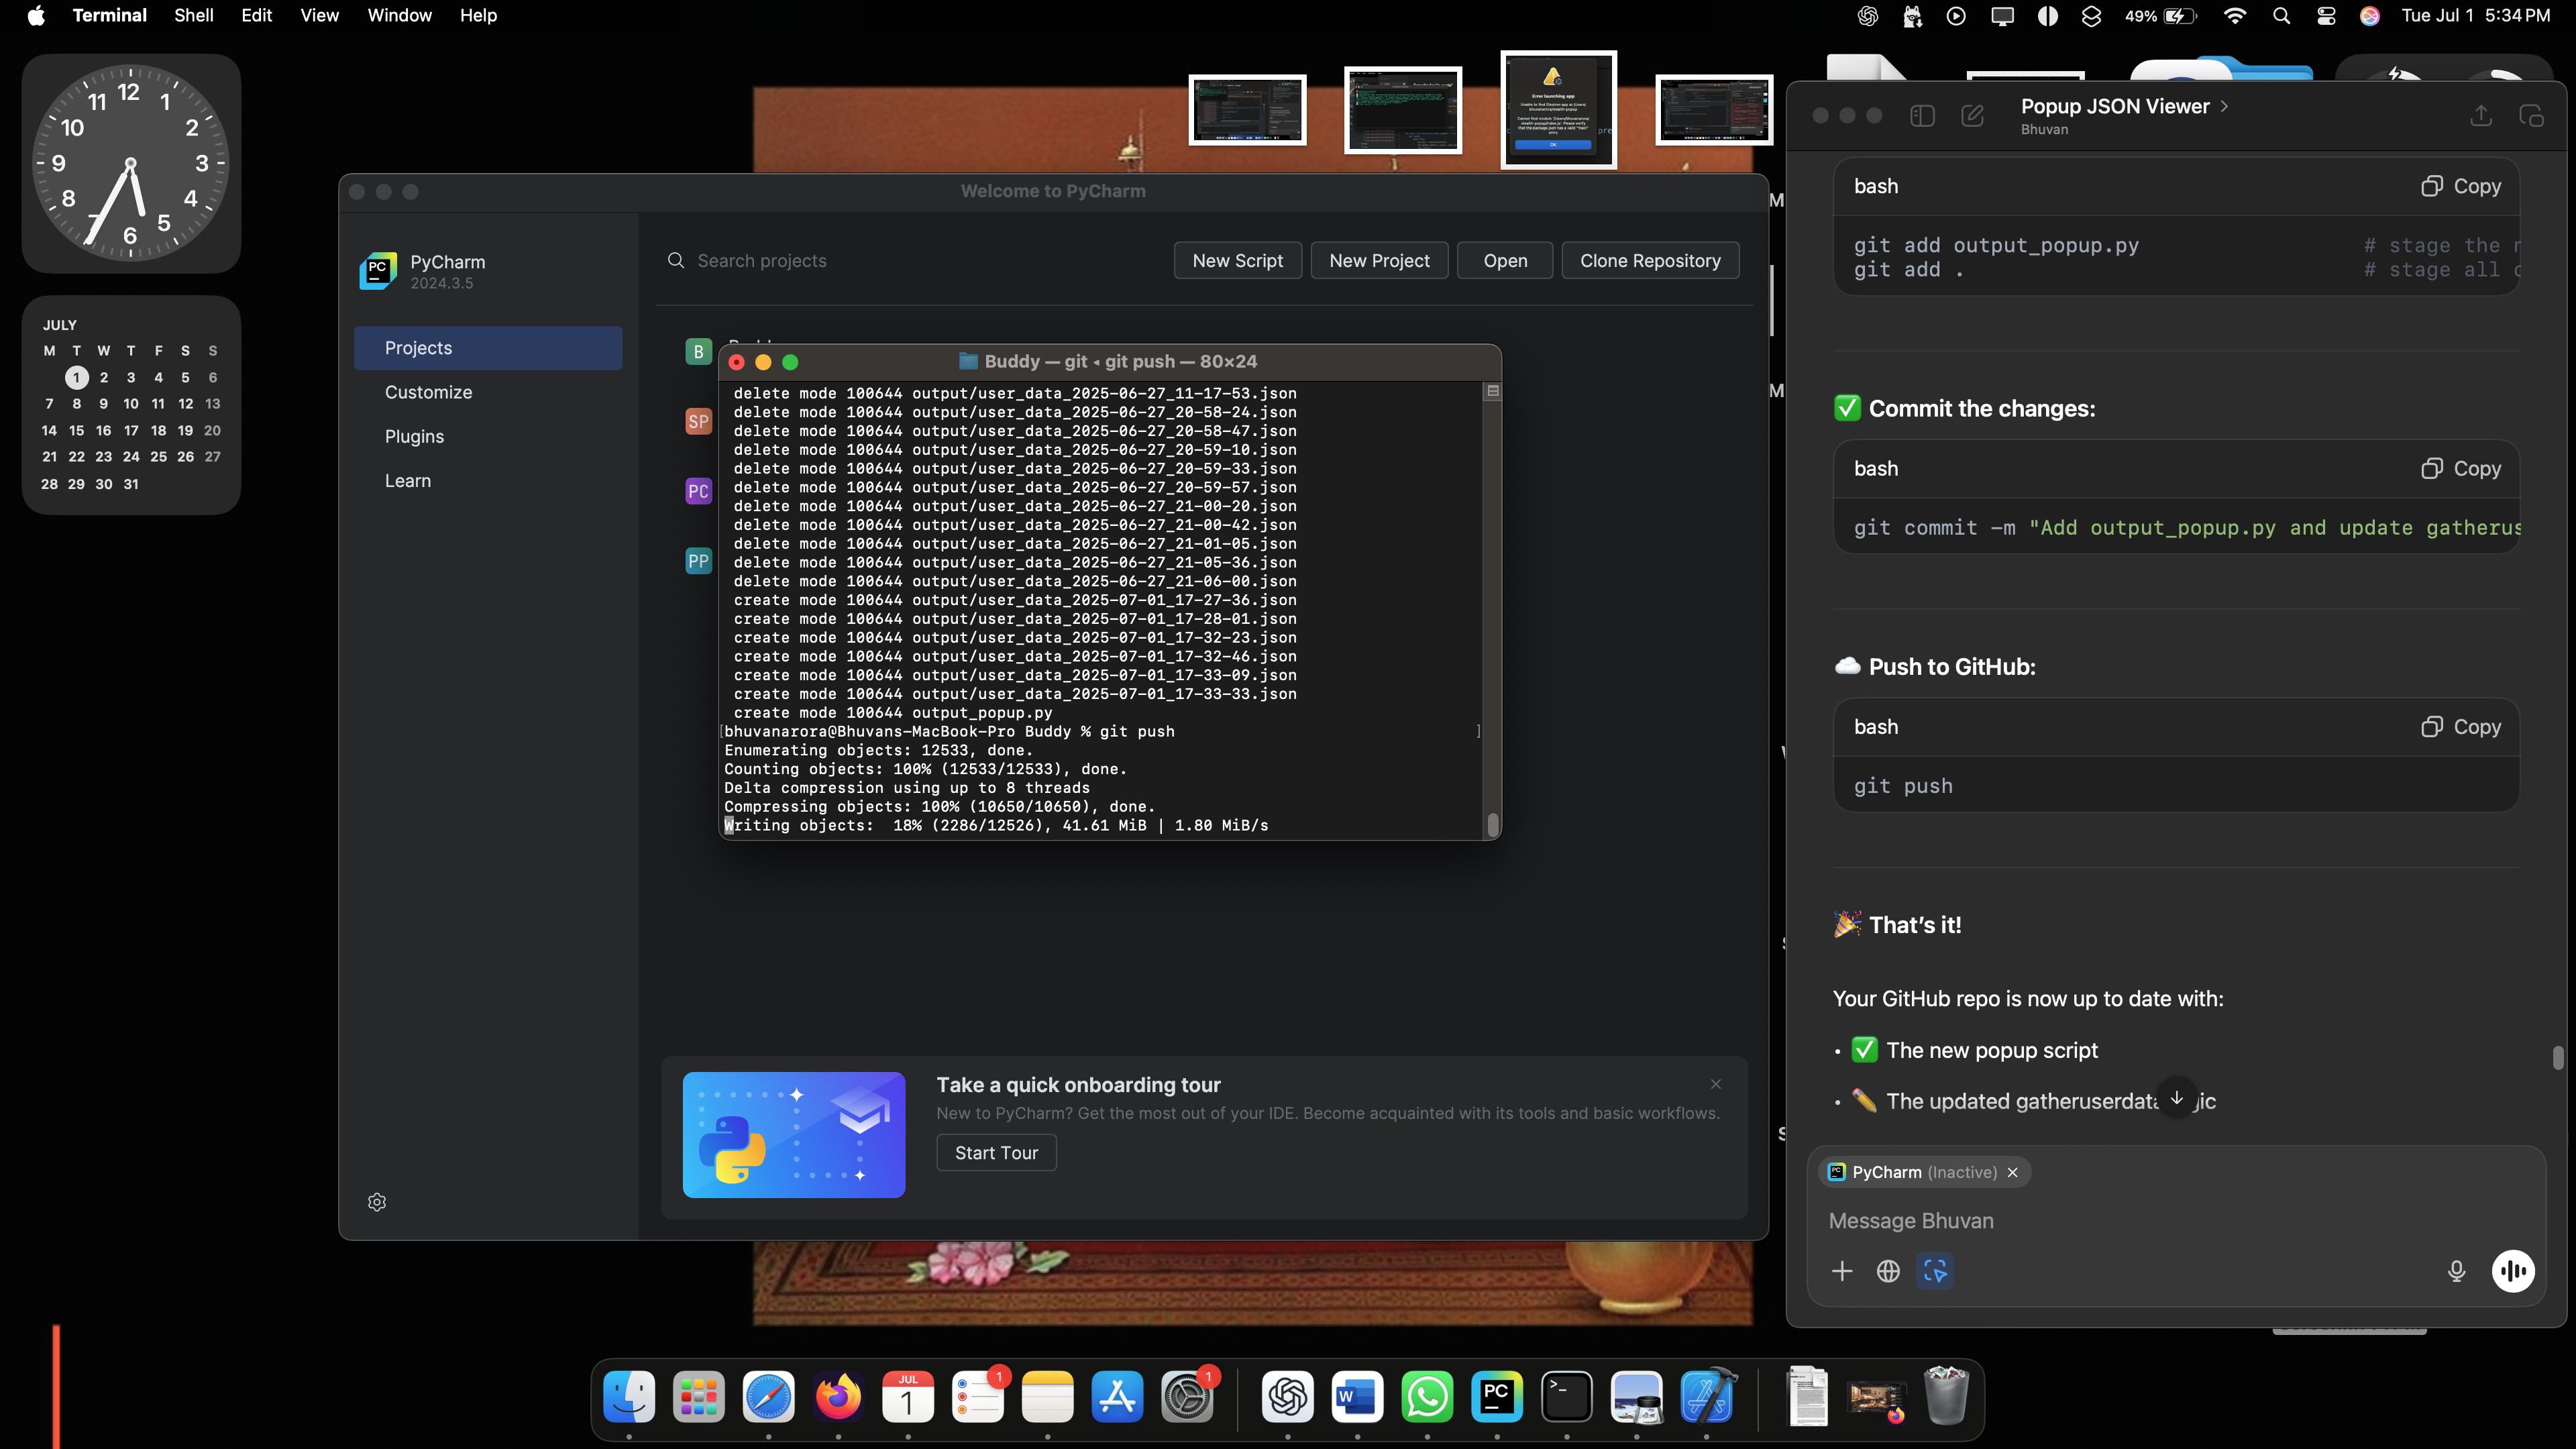 Terminal Shell Edit View Window Help
49% Tue Jul 1 5:34 PM
12
11 1
10 2
9 3
8 4
7 5
6
JULY
M T W T F S S
1 2 3 4 5 6
7 8 9 10 11 12 13
14 15 16 17 18 19 20
21 22 23 24 25 26 27
28 29 30 31
Error launching app
OK
Welcome to PyCharm
PC
PyCharm
2024.3.5
Projects
Customize
Plugins
Learn
Search projects
New Script
New Project
Open
Clone Repository
B
SP
PC
PP
Buddy — git ◂ git push — 80×24
delete mode 100644 output/user_data_2025-06-27_11-17-53.json
delete mode 100644 output/user_data_2025-06-27_20-58-24.json
delete mode 100644 output/user_data_2025-06-27_20-58-47.json
delete mode 100644 output/user_data_2025-06-27_20-59-10.json
delete mode 100644 output/user_data_2025-06-27_20-59-33.json
delete mode 100644 output/user_data_2025-06-27_20-59-57.json
delete mode 100644 output/user_data_2025-06-27_21-00-20.json
delete mode 100644 output/user_data_2025-06-27_21-00-42.json
delete mode 100644 output/user_data_2025-06-27_21-01-05.json
delete mode 100644 output/user_data_2025-06-27_21-05-36.json
delete mode 100644 output/user_data_2025-06-27_21-06-00.json
create mode 100644 output/user_data_2025-07-01_17-27-36.json
create mode 100644 output/user_data_2025-07-01_17-28-01.json
create mode 100644 output/user_data_2025-07-01_17-32-23.json
create mode 100644 output/user_data_2025-07-01_17-32-46.json
create mode 100644 output/user_data_2025-07-01_17-33-09.json
create mode 100644 output/user_data_2025-07-01_17-33-33.json
create mode 100644 output_popup.py
[bhuvanarora@Bhuvans-MacBook-Pro Buddy % git push ]
Enumerating objects: 12533, done.
Counting objects: 100% (12533/12533), done.
Delta compression using up to 8 threads
Compressing objects: 100% (10650/10650), done.
Writing objects: 18% (2286/12526), 41.61 MiB | 1.80 MiB/s
Take a quick onboarding tour
New to PyCharm? Get the most out of your IDE. Become acquainted with its tools and basic workflows.
Start Tour
Popup JSON Viewer
Bhuvan
bash Copy
git add output_popup.py # stage the
git add . # stage all
Commit the changes:
bash Copy
git commit -m "Add output_popup.py and update gatherus
Push to GitHub:
bash Copy
git push
That's it!
Your GitHub repo is now up to date with:
• The new popup script
• The updated gatheruserdata
PyCharm (Inactive)
Message Bhuvan
JUL
1
1
1
W
PC